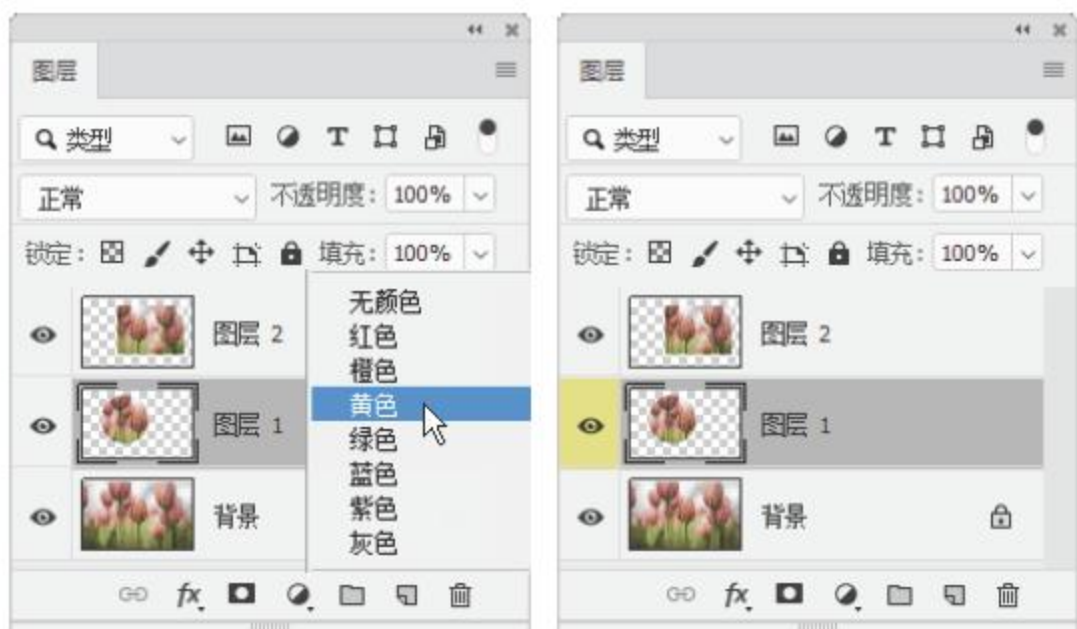 图层
类型
T
正常 不透明度: 100%
锁定: 填充: 100%
图层 2
图层 1
背景
无颜色
红色
橙色
黄色
绿色
蓝色
紫色
灰色
fx
图层
类型
T
正常 不透明度: 100%
锁定: 填充: 100%
图层 2
图层 1
背景
fx